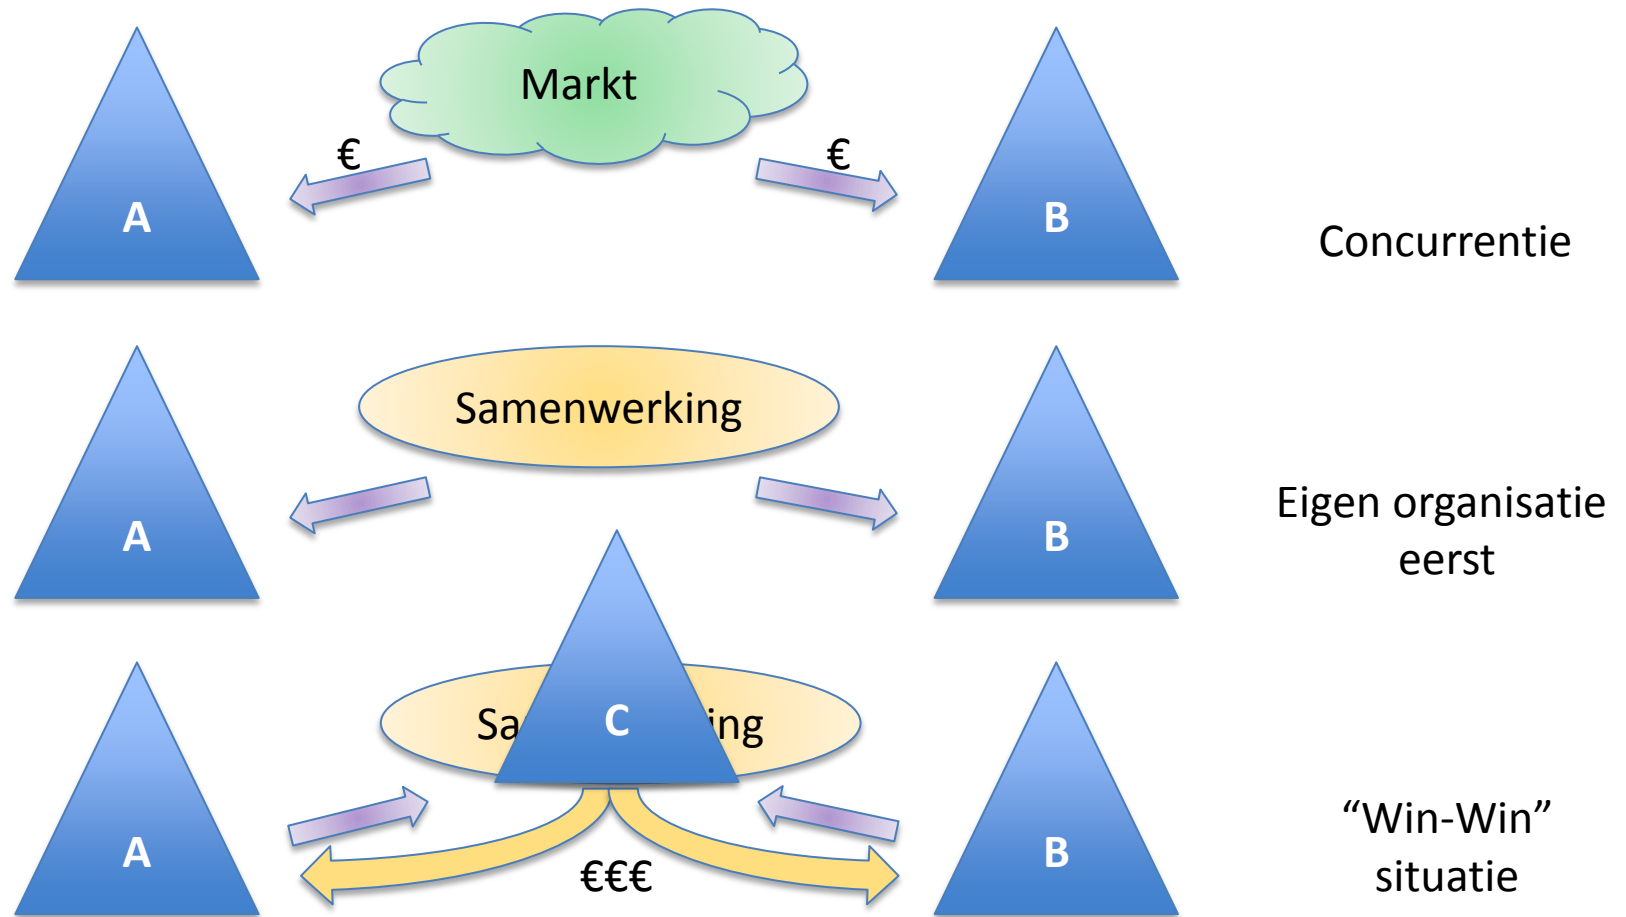 Markt
€ €
A B
Concurrentie
Samenwerking
A B
Eigen organisatie
eerst
Sa C ing
A B
€€€
“Win-Win”
situatie